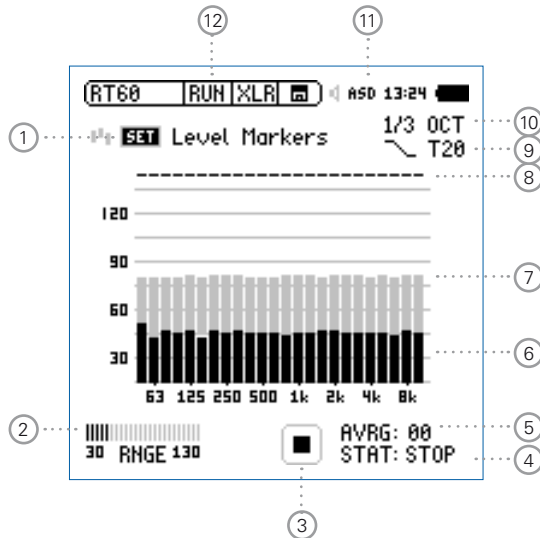 12
11
RT60 RUN XLR ASD 13:24
10
1/3 OCT
1
SET Level Markers
T20
9
8
120
90
7
60
6
30
63 125 250 500 1k 2k 4k 8k
2
5
AVRG: 00
30 RNGE 130
STAT: STOP
4
3